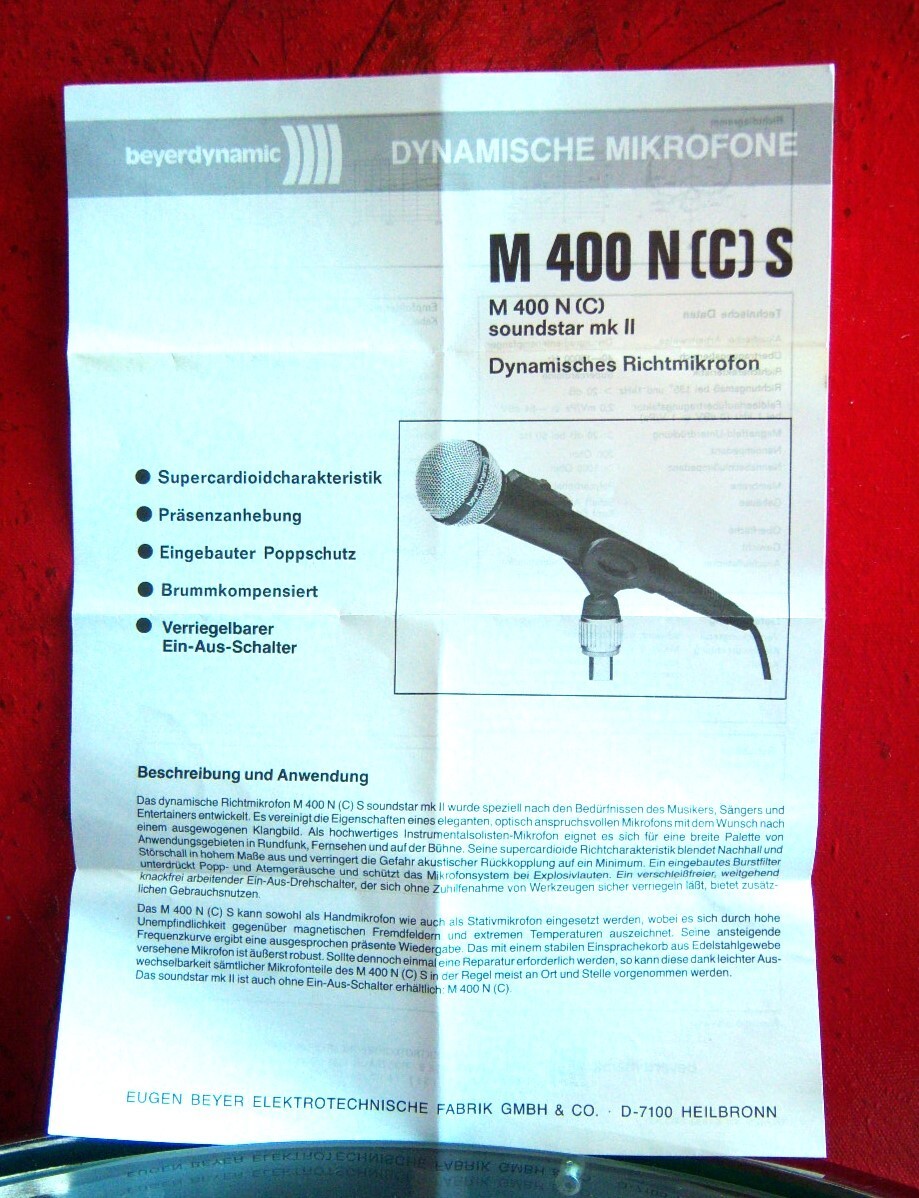 beyerdynamic
DYNAMISCHE MIKROFONE
M 400 N (C) S
M 400 N (C)
soundstar mk II
Dynamisches Richtmikrofon
● Supercardioidcharakteristik
● Präsenzanhebung
● Eingebauter Poppschutz
● Brummkompensiert
● Verriegelbarer
Ein-Aus-Schalter
beyerdynamic
Beschreibung und Anwendung
Das dynamische Richtmikrofon M 400 N (C) S soundstar mk II wurde speziell nach den Bedürfnissen des Musikers, Sängers und
Entertainers entwickelt. Es vereinigt die Eigenschaften eines eleganten, optisch anspruchsvollen Mikrofons mit dem Wunsch nach
einem ausgewogenen Klangbild. Als hochwertiges Instrumentalsolisten-Mikrofon eignet es sich für eine breite Palette von
Anwendungsgebieten in Rundfunk, Fernsehen und auf der Bühne. Seine supercardioide Richtcharakteristik blendet Nachhall und
Störschall in hohem Maße aus und verringert die Gefahr akustischer Rückkopplung auf ein Minimum. Ein eingebautes Burstfilter
unterdrückt Popp- und Atemgeräusche und schützt das Mikrofonsystem bei Explosivlauten. Ein verschleißfreier, weitgehend
knackfrei arbeitender Ein-Aus-Drehschalter, der sich ohne Zuhilfenahme von Werkzeugen sicher verriegeln läßt, bietet zusätz-
lichen Gebrauchsnutzen.
Das M 400 N (C) S kann sowohl als Handmikrofon wie auch als Stativmikrofon eingesetzt werden, wobei es sich durch hohe
Unempfindlichkeit gegenüber magnetischen Fremdfeldern und extremen Temperaturen auszeichnet. Seine ansteigende
Frequenzkurve ergibt eine ausgesprochen präsente Wiedergabe. Das mit einem stabilen Einsprachekorb aus Edelstahlgewebe
versehene Mikrofon ist äußerst robust. Sollte dennoch einmal eine Reparatur erforderlich werden, so kann diese dank leichter Aus-
wechselbarkeit sämtlicher Mikrofonteile des M 400 N (C) S in der Regel meist an Ort und Stelle vorgenommen werden.
Das soundstar mk II ist auch ohne Ein-Aus-Schalter erhältlich: M 400 N (C).
EUGEN BEYER ELEKTROTECHNISCHE FABRIK GMBH & CO. · D-7100 HEILBRONN